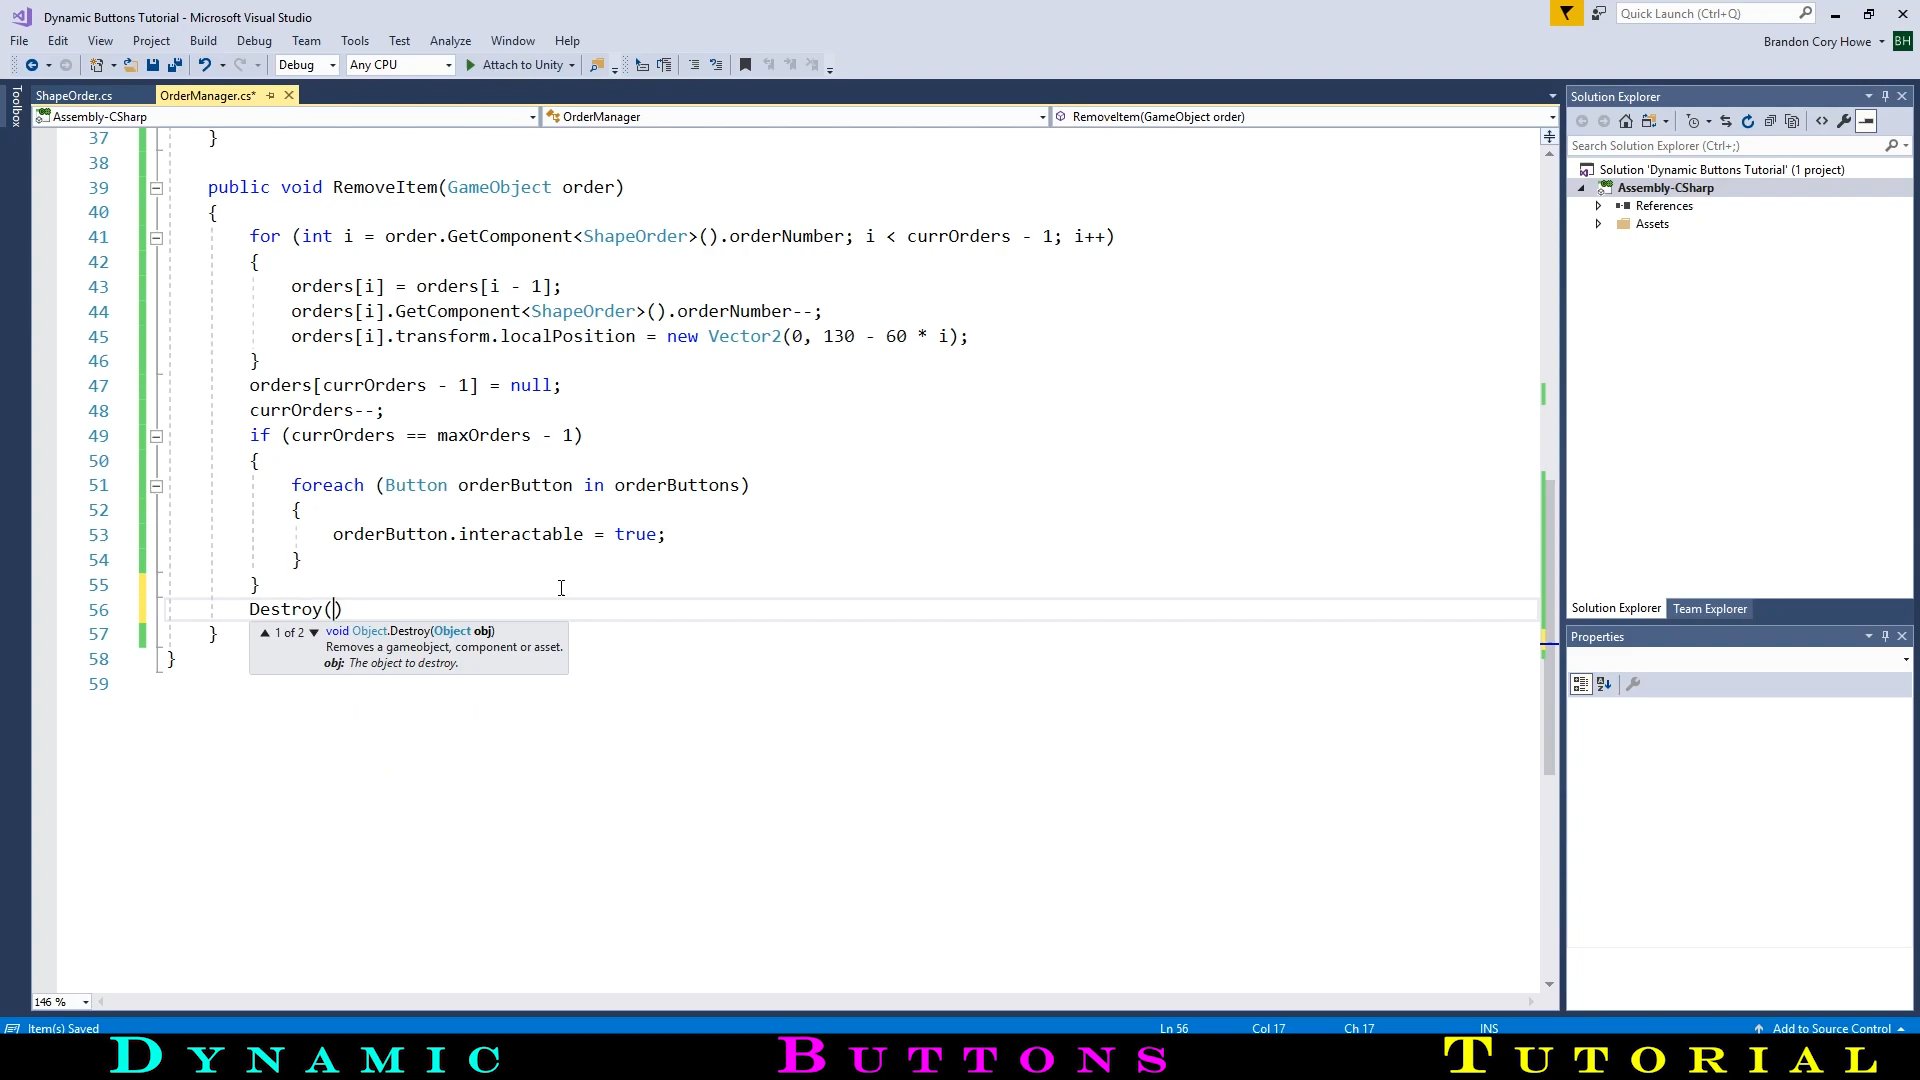 Dynamic Buttons Tutorial - Microsoft Visual Studio
Quick Launch (Ctrl+Q)
File Edit View Project Build Debug Team Tools Test Analyze Window Help
Brandon Cory Howe BH
Debug Any CPU Attach to Unity
Toolbox
ShapeOrder.cs OrderManager.cs*
Assembly-CSharp OrderManager RemoveItem(GameObject order)
37 }
38
39 public void RemoveItem(GameObject order)
40 {
41 for (int i = order.GetComponent<ShapeOrder>().orderNumber; i < currOrders - 1; i++)
42 {
43 orders[i] = orders[i - 1];
44 orders[i].GetComponent<ShapeOrder>().orderNumber--;
45 orders[i].transform.localPosition = new Vector2(0, 130 - 60 * i);
46 }
47 orders[currOrders - 1] = null;
48 currOrders--;
49 if (currOrders == maxOrders - 1)
50 {
51 foreach (Button orderButton in orderButtons)
52 {
53 orderButton.interactable = true;
54 }
55 }
56 Destroy()
57 }
58 }
59
▲ 1 of 2 ▼ void Object.Destroy(Object obj)
Removes a gameobject, component or asset.
obj: The object to destroy.
146 %
Solution Explorer
Search Solution Explorer (Ctrl+;)
Solution 'Dynamic Buttons Tutorial' (1 project)
Assembly-CSharp
References
Assets
Solution Explorer Team Explorer
Properties
Item(s) Saved Ln 56 Col 17 Ch 17 INS Add to Source Control
DYNAMIC BUTTONS TUTORIAL